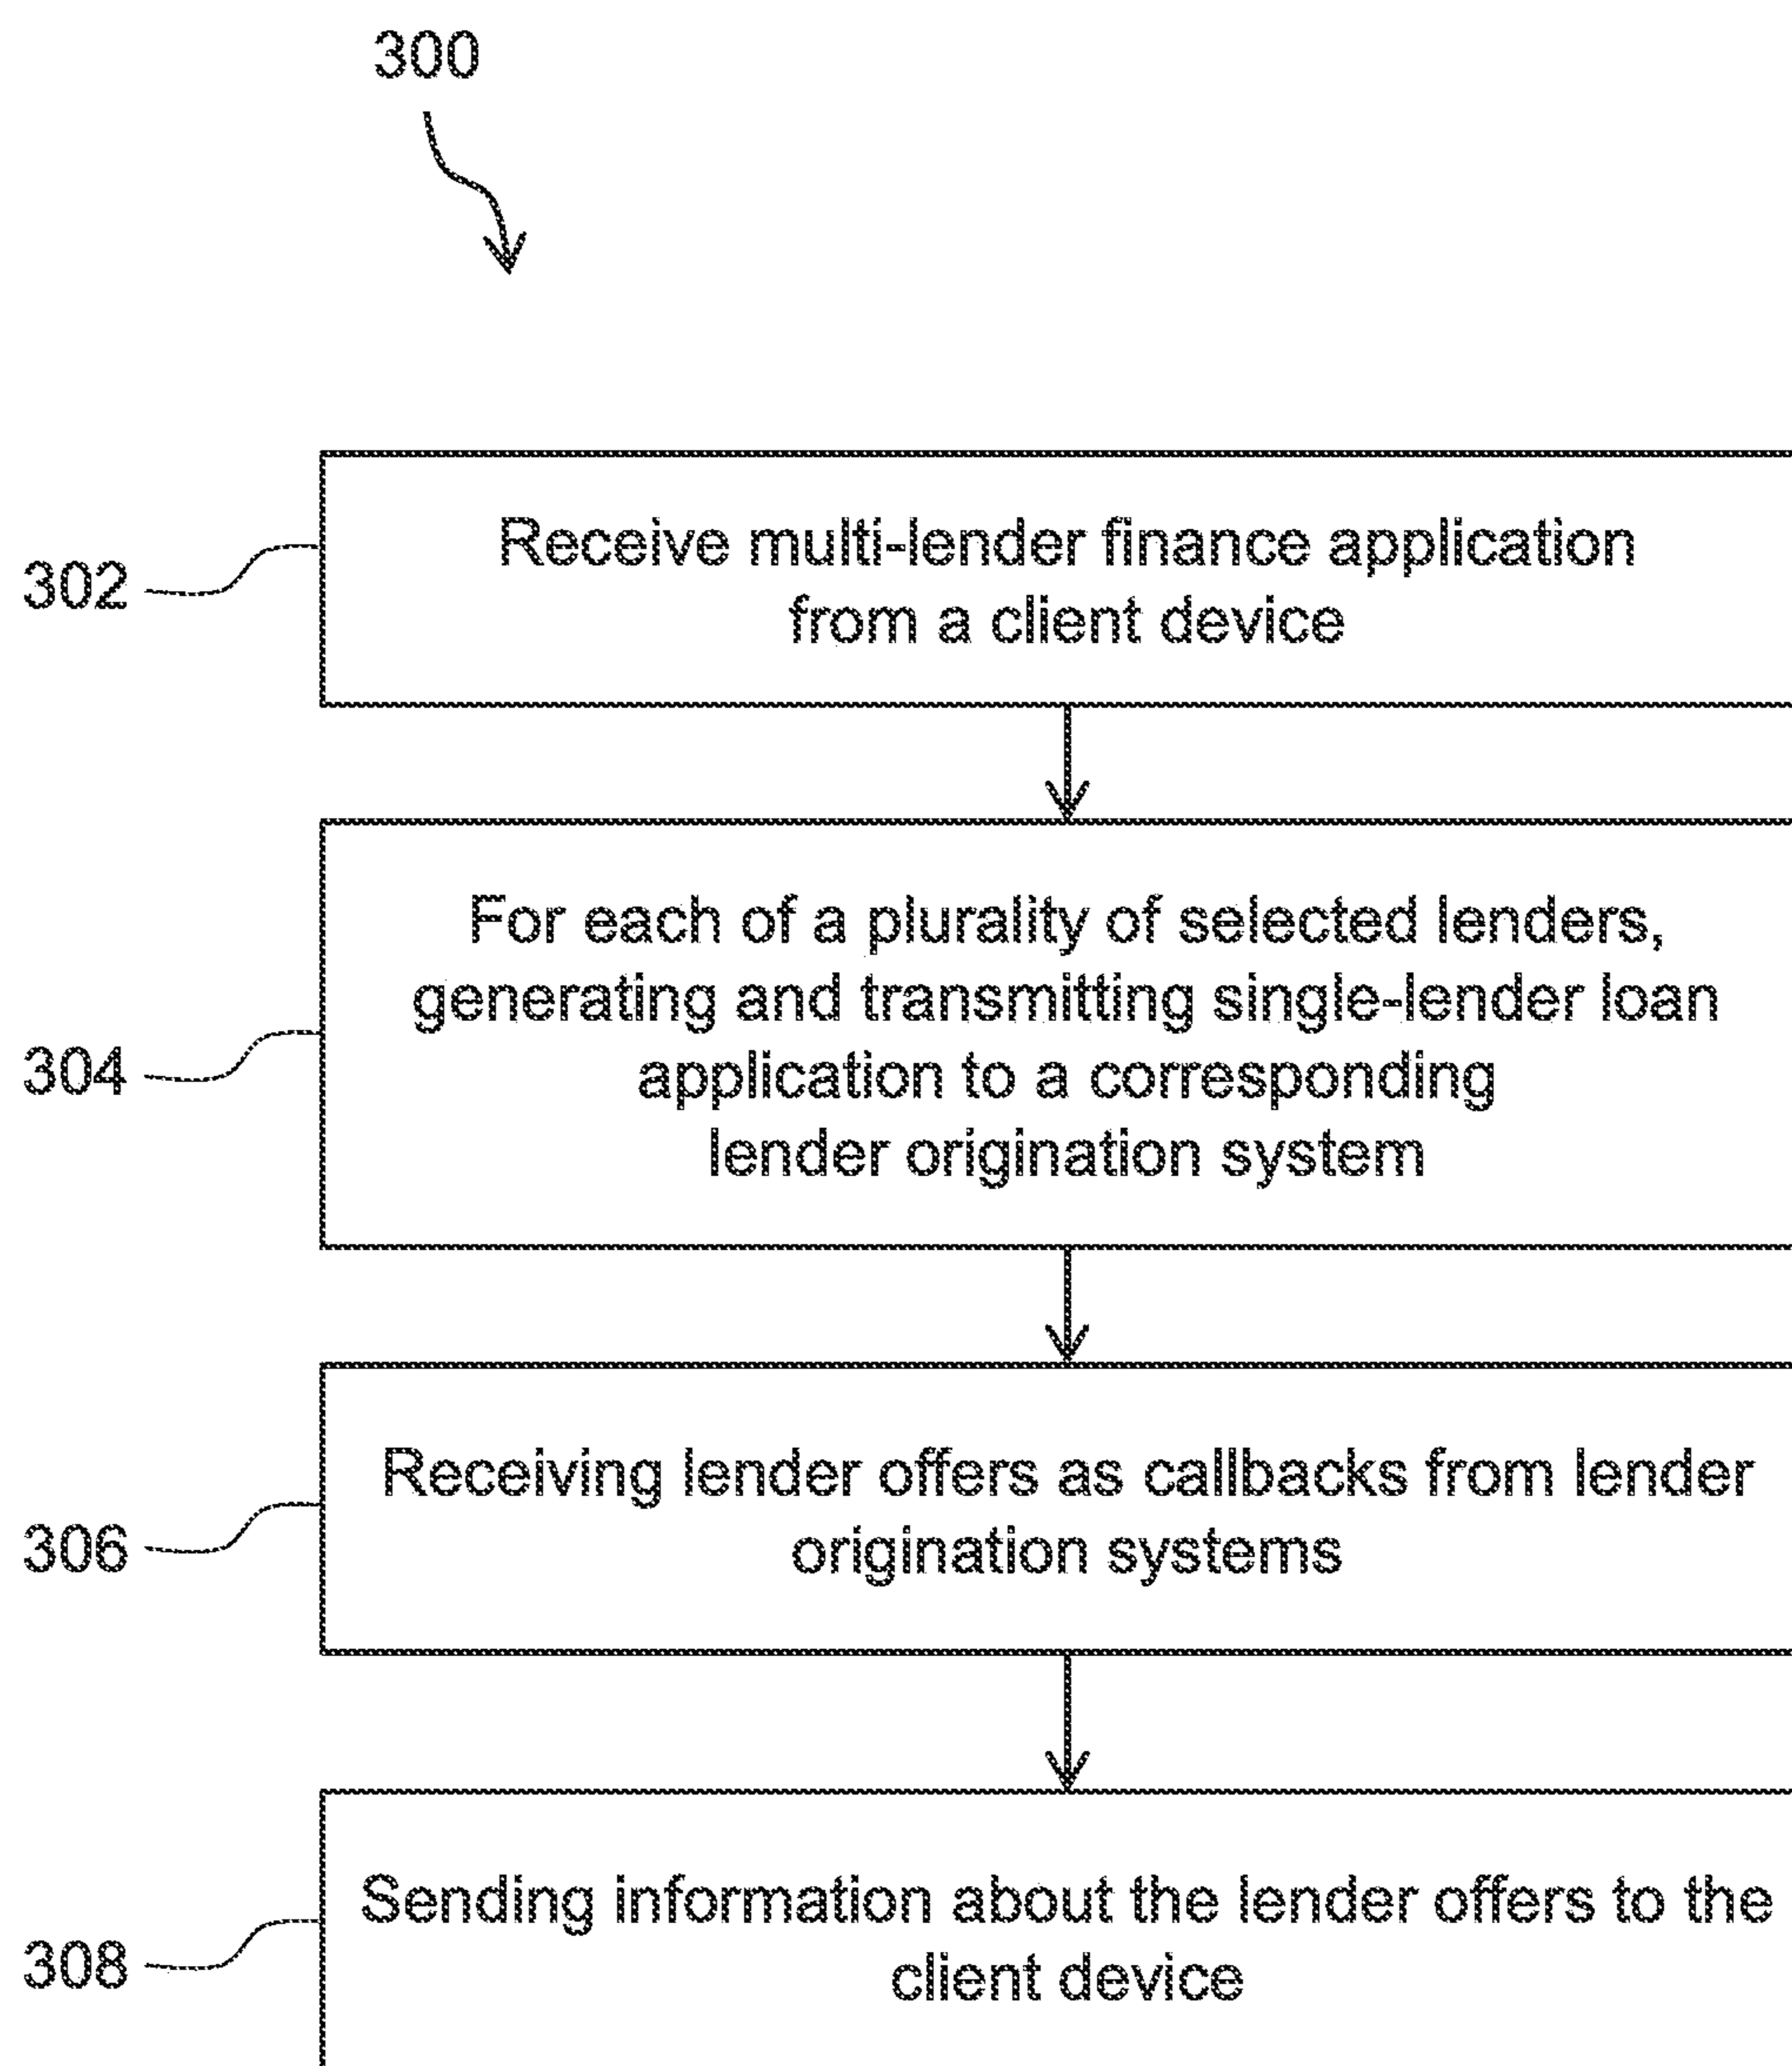 300
302
Receive multi-lender finance application
from a client device
304
For each of a plurality of selected lenders,
generating and transmitting single-lender loan
application to a corresponding
lender origination system
306
Receiving lender offers as callbacks from lender
origination systems
308
Sending information about the lender offers to the
client device